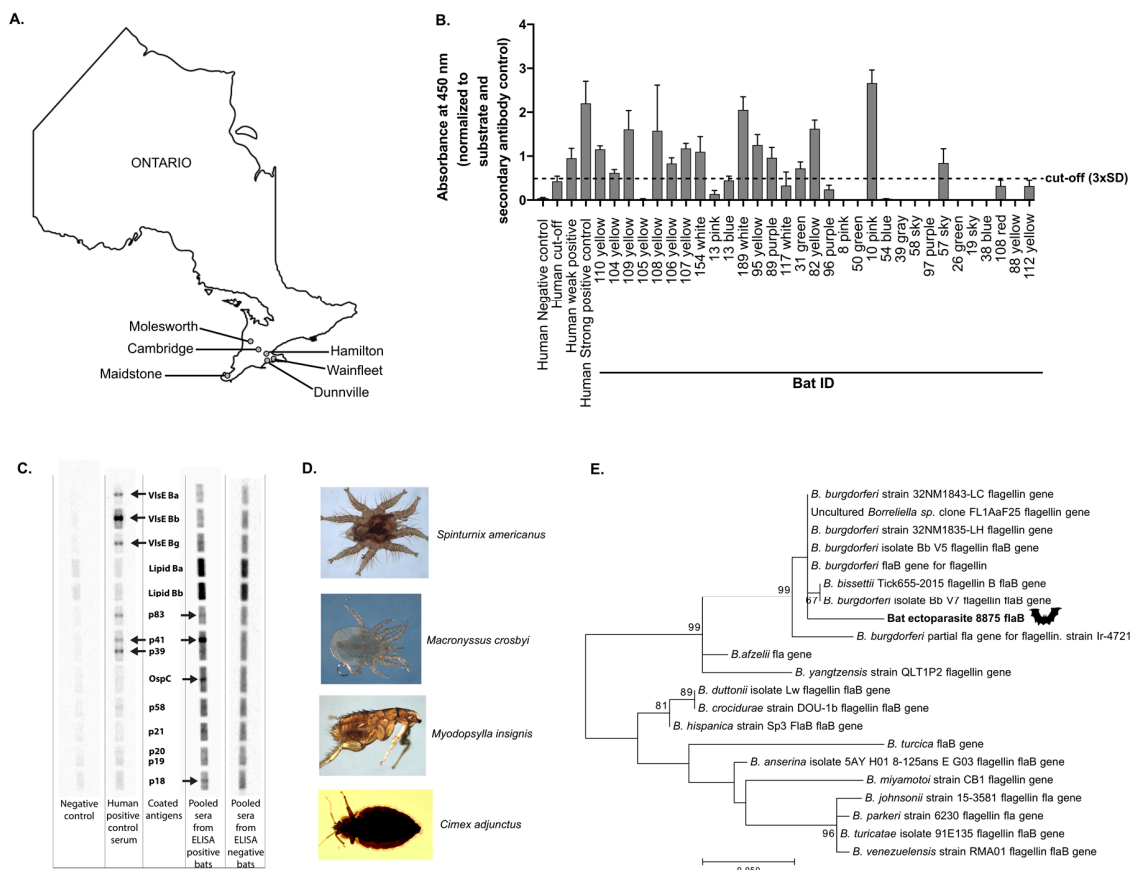 A.
ONTARIO
Molesworth
Cambridge
Maidstone
Hamilton
Wainfleet
Dunnville
B.
Absorbance at 450 nm
(normalized to
substrate and
secondary antibody control)
4
3
2
1
0
cut-off (3xSD)
Human Negative control
Human cut-off
Human weak positive
Human Strong positive control
110 yellow
104 yellow
109 yellow
105 yellow
108 yellow
106 yellow
107 yellow
154 white
13 pink
13 blue
189 white
95 yellow
89 purple
117 white
31 green
82 yellow
96 purple
8 pink
50 green
10 pink
54 blue
39 gray
58 sky
97 purple
57 sky
26 green
19 sky
38 blue
108 red
88 yellow
112 yellow
Bat ID
C.
VlsE Ba
VlsE Bb
VlsE Bg
Lipid Ba
Lipid Bb
p83
p41
p39
OspC
p58
p21
p20
p19
p18
Negative
control
Human
positive
control
serum
Coated
antigens
Pooled
sera
from
ELISA
positive
bats
Pooled
sera
from
ELISA
negative
bats
D.
Spinturnix americanus
Macronyssus crosbyi
Myodopsylla insignis
Cimex adjunctus
E.
B. burgdorferi strain 32NM1843-LC flagellin gene
Uncultured Borreliella sp. clone FL1AaF25 flagellin gene
B. burgdorferi strain 32NM1835-LH flagellin gene
B. burgdorferi isolate Bb V5 flagellin flaB gene
B. burgdorferi flaB gene for flagellin
B. bissettii Tick655-2015 flagellin B flaB gene
B. burgdorferi isolate Bb V7 flagellin flaB gene
Bat ectoparasite 8875 flaB
B. burgdorferi partial fla gene for flagellin. strain Ir-4721
B.afzelii fla gene
B. yangtzensis strain QLT1P2 flagellin gene
B. duttonii isolate Lw flagellin flaB gene
B. crocidurae strain DOU-1b flagellin flaB gene
B. hispanica strain Sp3 FlaB flaB gene
B. turcica flaB gene
B. anserina isolate 5AY H01 8-125ans E G03 flagellin flaB gene
B. miyamotoi strain CB1 flagellin gene
B. johnsonii strain 15-3581 flagellin fla gene
B. parkeri strain 6230 flagellin fla gene
B. turicatae isolate 91E135 flagellin flaB gene
B. venezuelensis strain RMA01 flagellin flaB gene
99
67
99
89
81
96
0.050